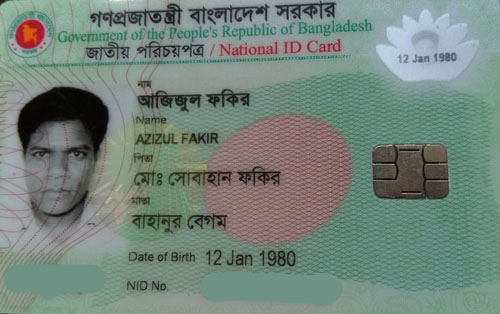 গণপ্রজাতন্ত্রী বাংলাদেশ সরকার
Government of the People's Republic of Bangladesh
জাতীয় পরিচয়পত্র / National ID Card
12 Jan 1980
নাম
আজিজুল ফকির
Name
AZIZUL FAKIR
পিতা
মোঃ সোবাহান ফকির
মাতা
বাহানুর বেগম
Date of Birth 12 Jan 1980
NID No.